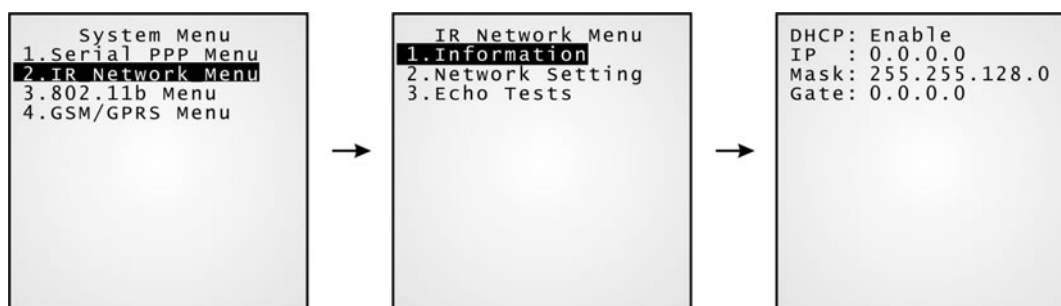 System Menu
1.Serial PPP Menu
2.IR Network Menu
3.802.11b Menu
4.GSM/GPRS Menu
IR Network Menu
1.Information
2.Network Setting
3.Echo Tests
DHCP: Enable
IP : 0.0.0.0
Mask: 255.255.128.0
Gate: 0.0.0.0